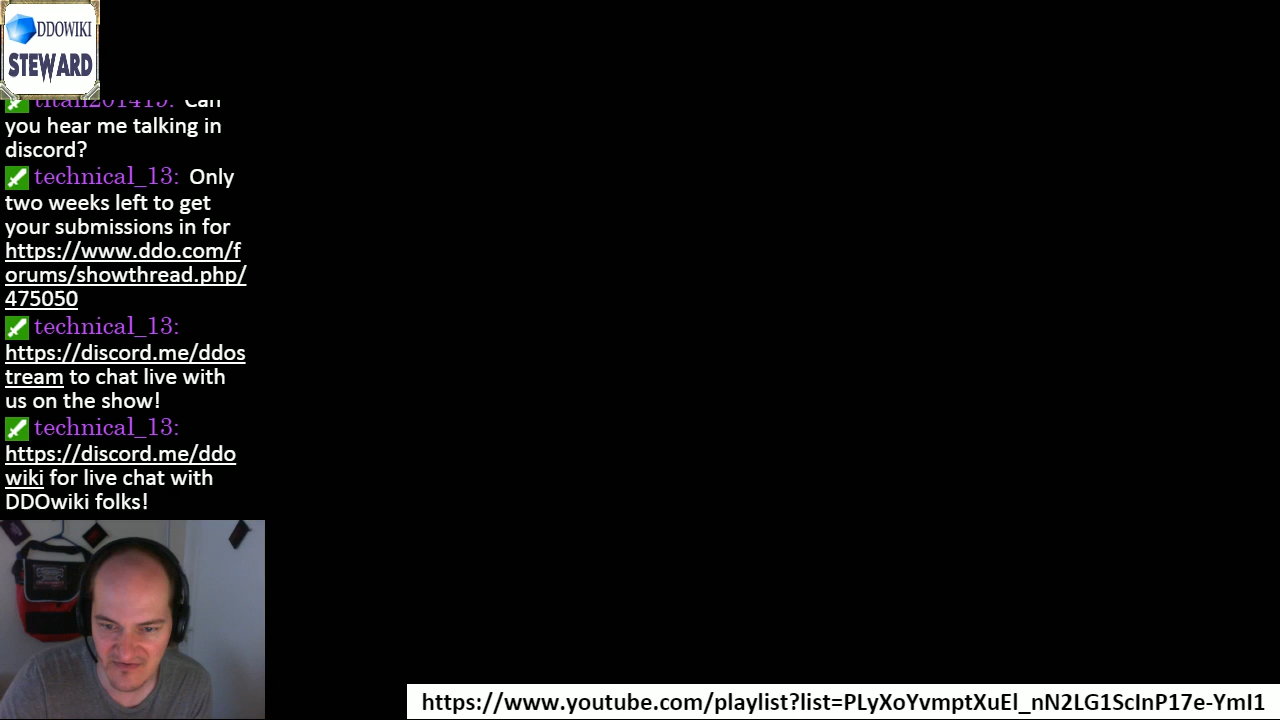 DDOWIKI
STEWARD
titan201415: Can
you hear me talking in
discord?
technical_13: Only
two weeks left to get
your submissions in for
https://www.ddo.com/f
orums/showthread.php/
475050
technical_13:
https://discord.me/ddos
tream to chat live with
us on the show!
technical_13:
https://discord.me/ddo
wiki for live chat with
DDOwiki folks!
https://www.youtube.com/playlist?list=PLyXoYvmptXuEl_nN2LG1ScInP17e-YmI1